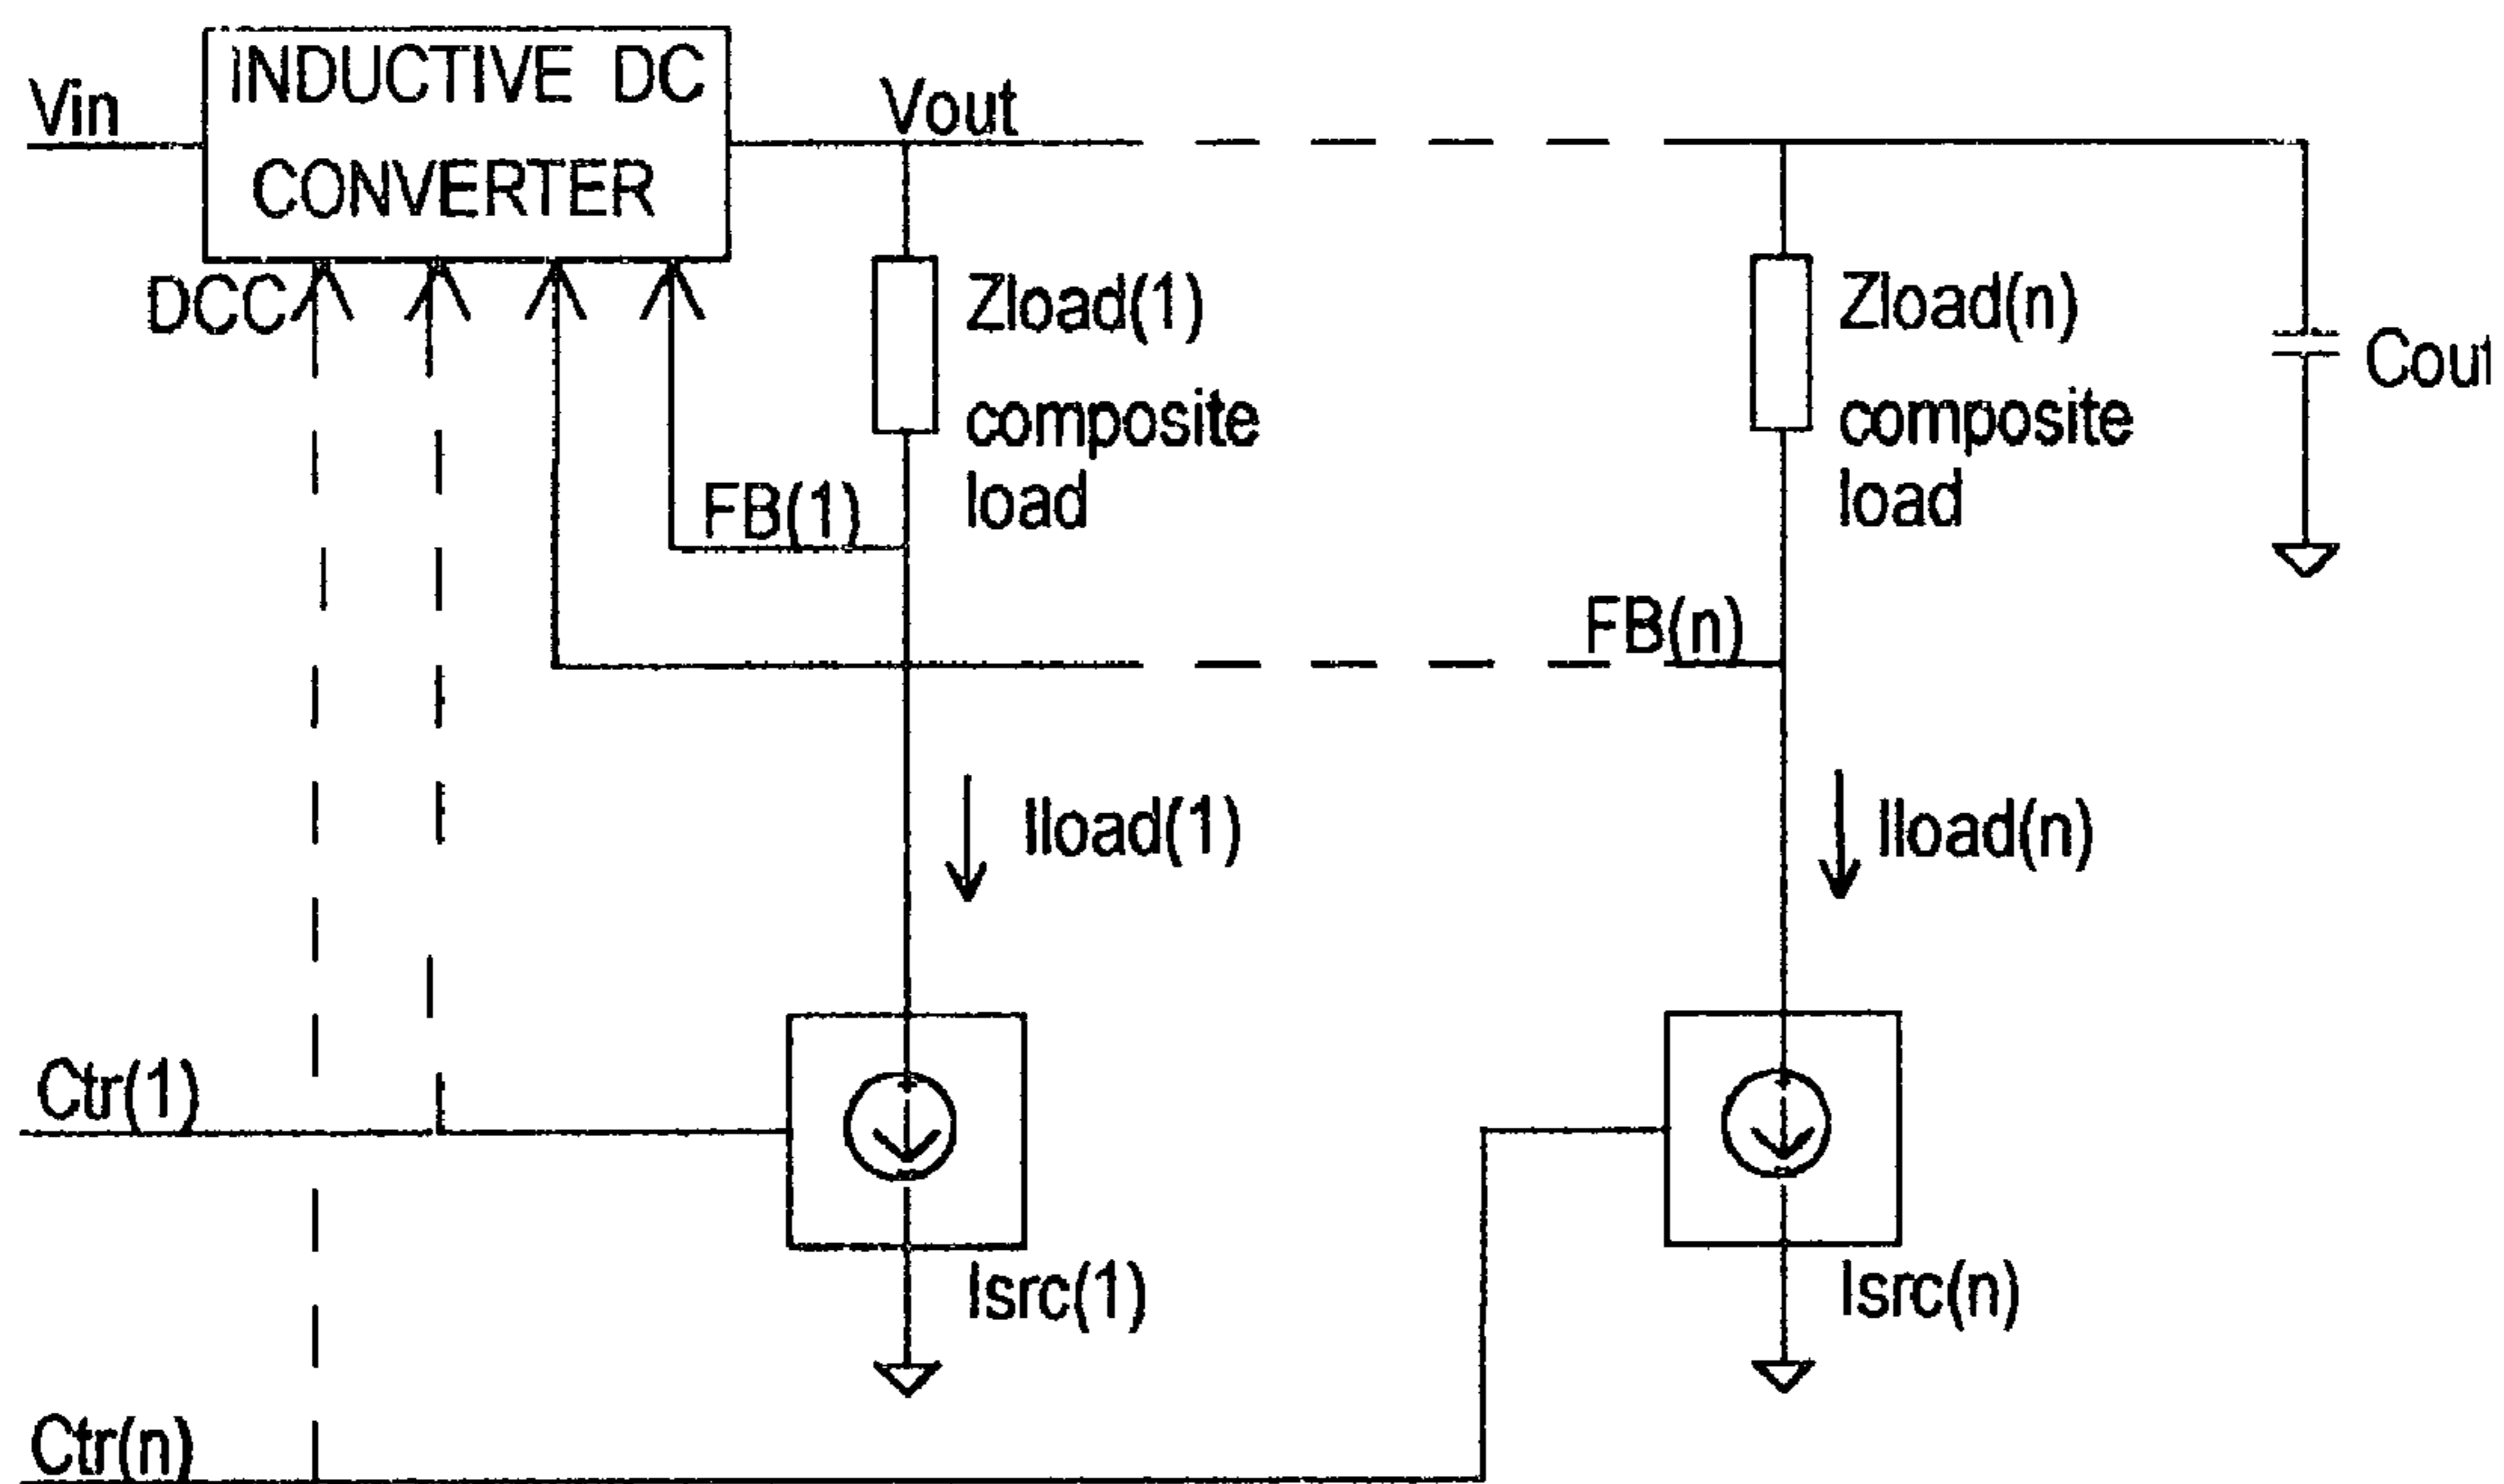 INDUCTIVE DC
CONVERTER
Vin
Vout
DCC
Zload(1)
composite
load
Zload(n)
composite
load
Cout
FB(1)
FB(n)
Iload(1)
Iload(n)
Ctr(1)
Isrc(1)
Isrc(n)
Ctr(n)